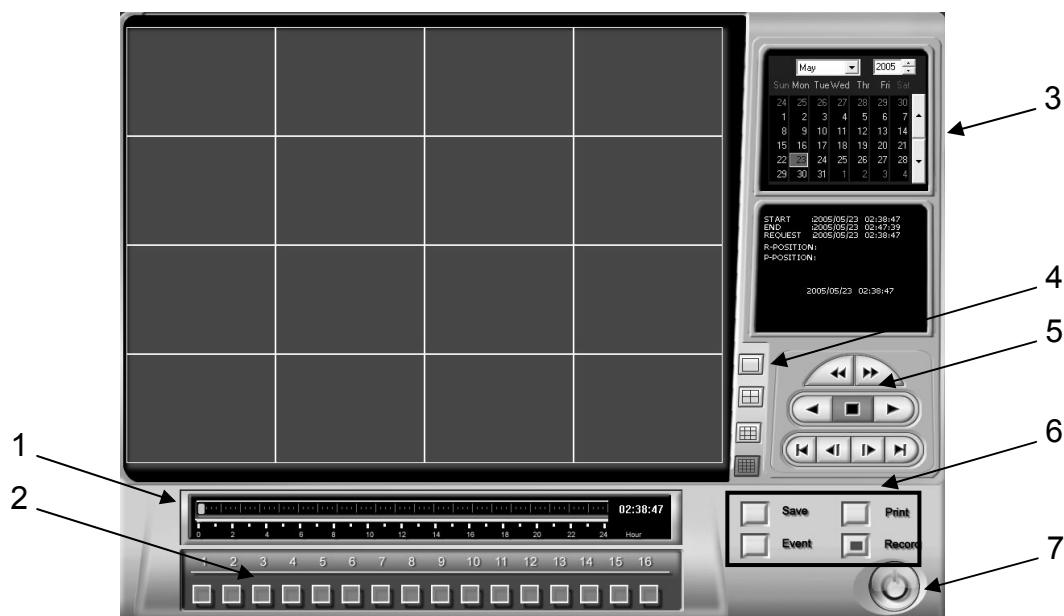 May 2005
Sun Mon Tue Wed Thr Fri Sat
24 25 26 27 28 29 30
1 2 3 4 5 6 7
8 9 10 11 12 13 14
15 16 17 18 19 20 21
22 23 24 25 26 27 28
29 30 31 1 2 3 4
3
START :2005/05/23 02:38:47
END :2005/05/23 02:47:39
REQUEST :2005/05/23 02:38:47
R-POSITION:
P-POSITION:
2005/05/23 02:38:47
4
5
6
1
2
02:38:47
0 2 4 6 8 10 12 14 16 18 20 22 24 Hour
1 2 3 4 5 6 7 8 9 10 11 12 13 14 15 16
Save Print
Event Record
7